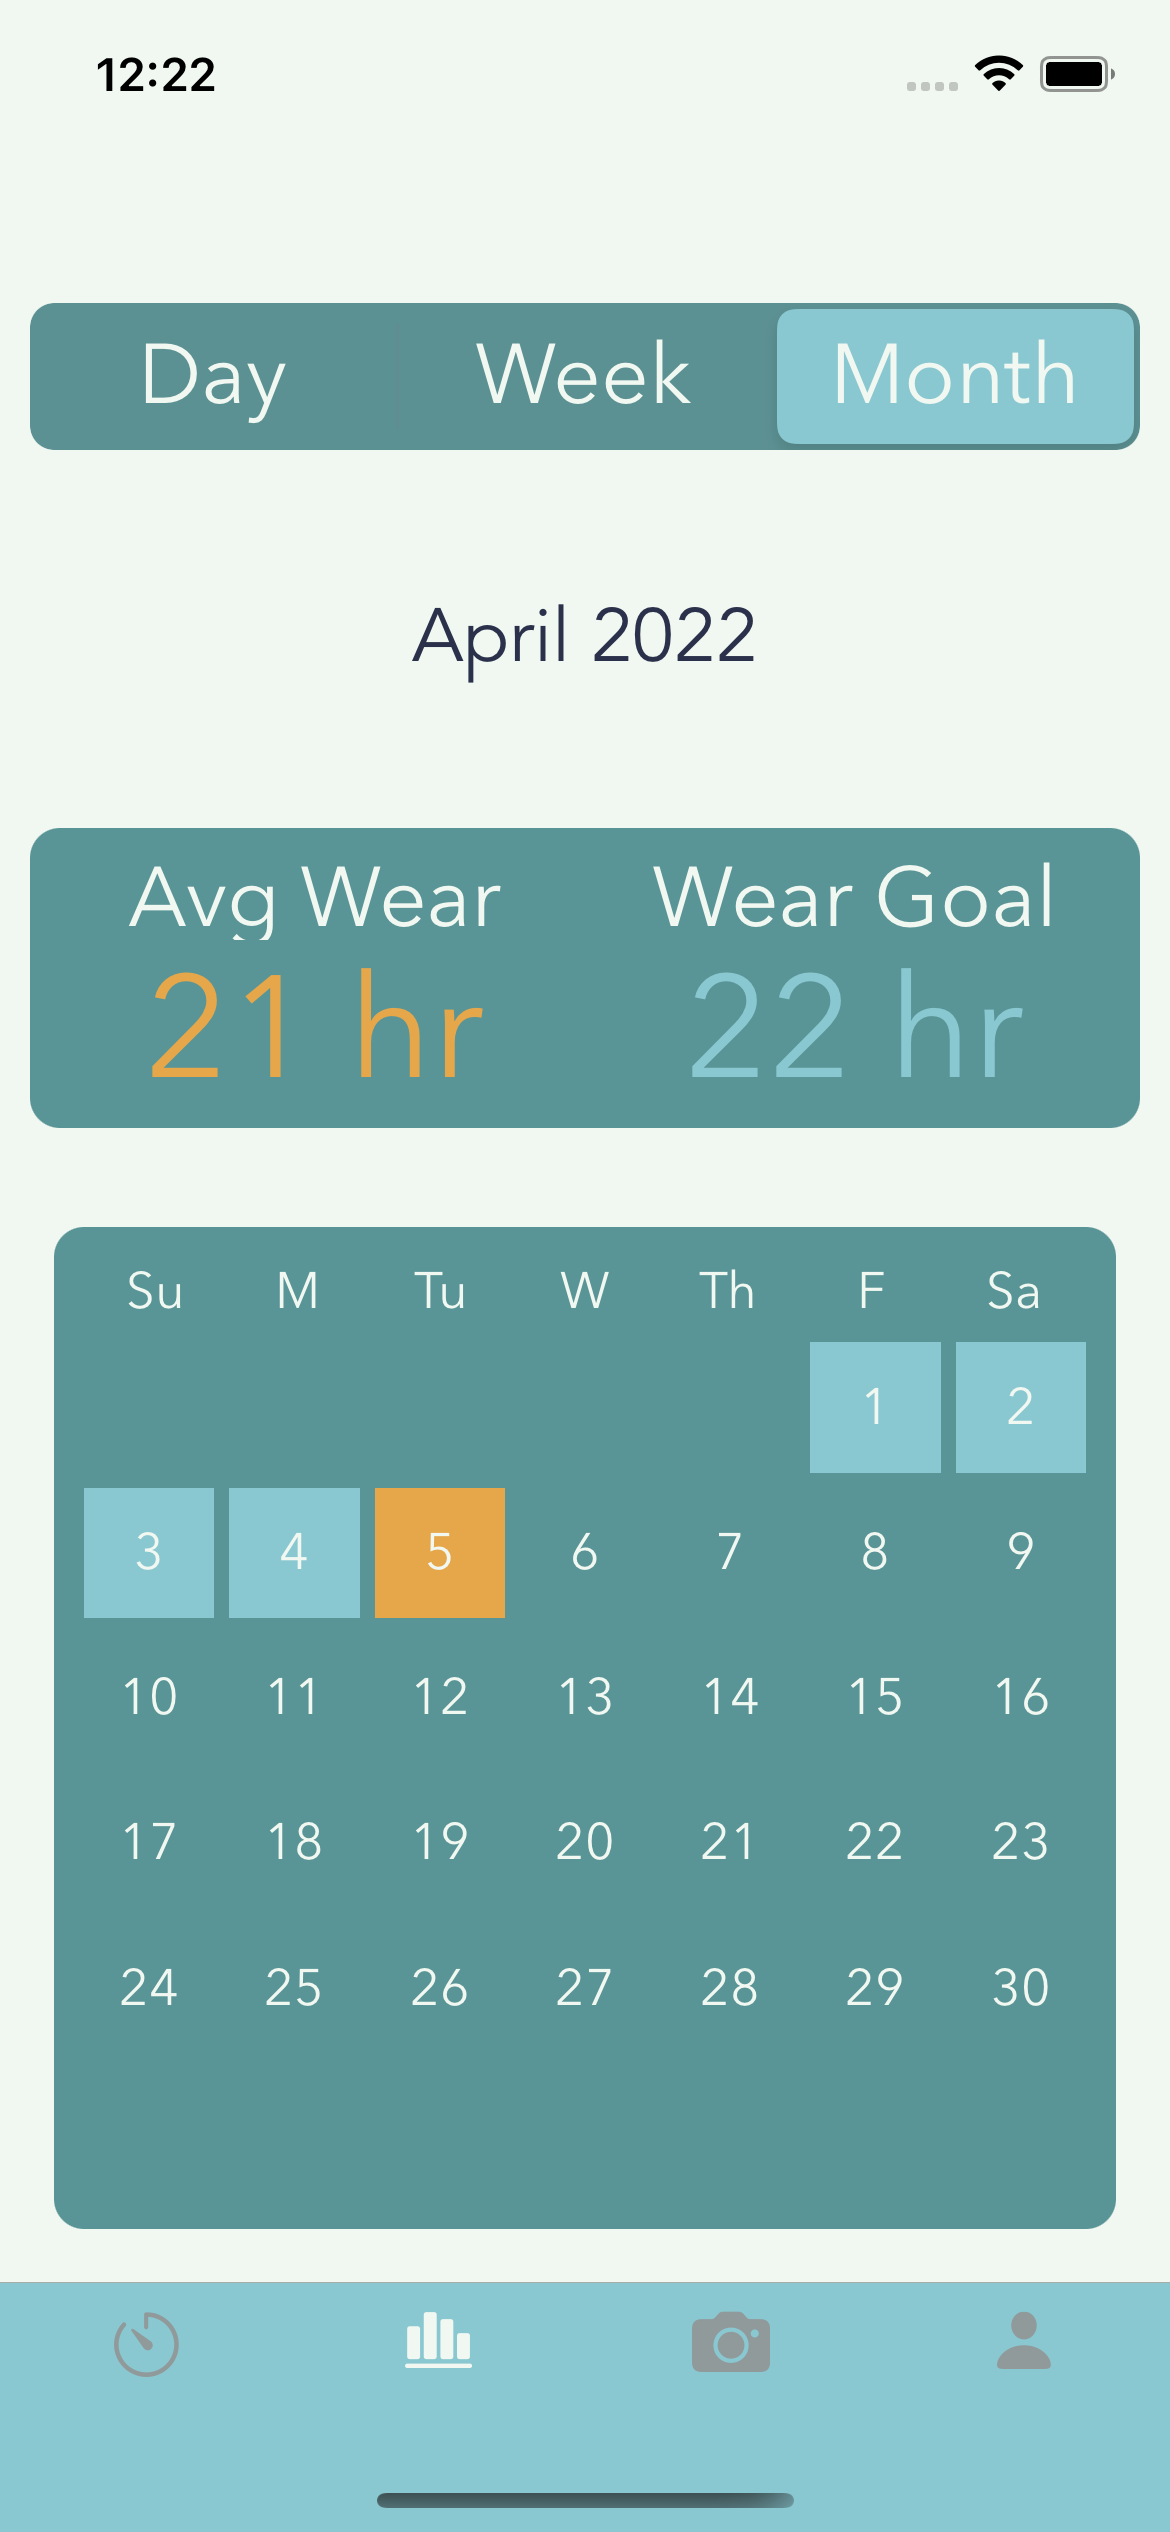 12:22
Day Week Month
April 2022
Avg Wear Wear Goal
21 hr 22 hr
Su M Tu W Th F Sa
1 2
3 4 5 6 7 8 9
10 11 12 13 14 15 16
17 18 19 20 21 22 23
24 25 26 27 28 29 30